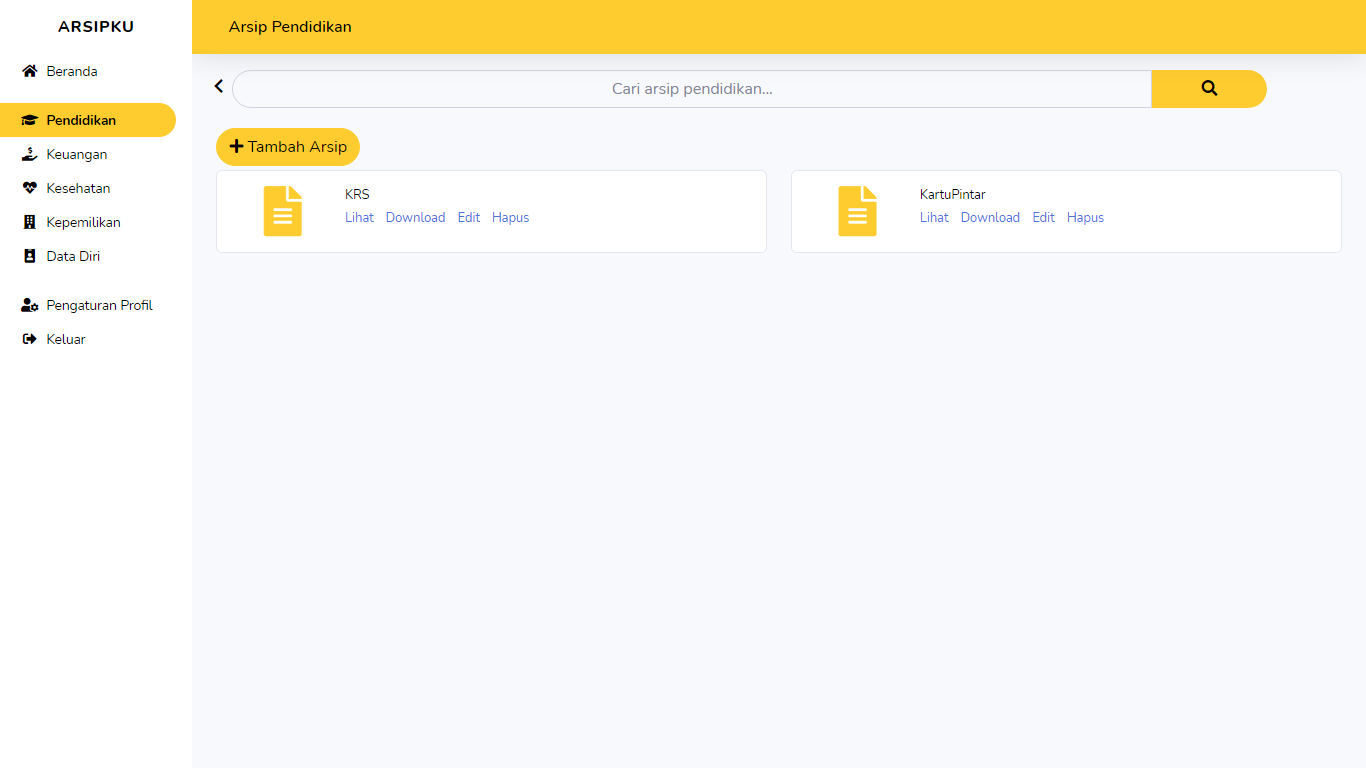 ARSIPKU
Beranda
Pendidikan
Keuangan
Kesehatan
Kepemilikan
Data Diri
Pengaturan Profil
Keluar
Arsip Pendidikan
Cari arsip pendidikan...
Tambah Arsip
KRS
Lihat Download Edit Hapus
KartuPintar
Lihat Download Edit Hapus